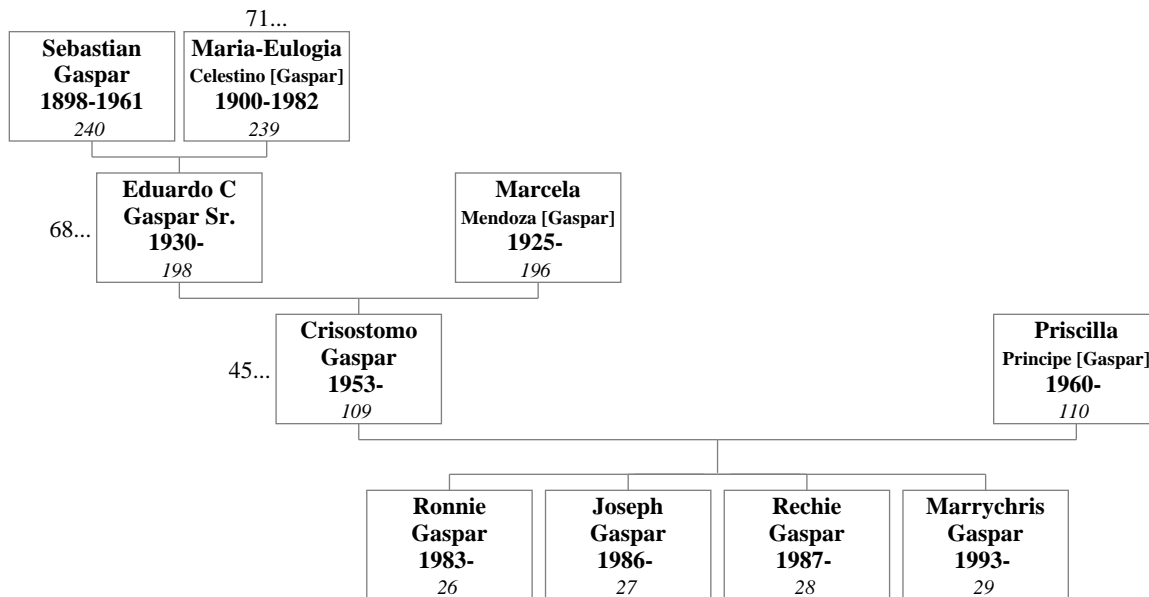 71...
Sebastian
Gaspar
1898-1961
240
Maria-Eulogia
Celestino [Gaspar]
1900-1982
239
68...
Eduardo C
Gaspar Sr.
1930-
198
Marcela
Mendoza [Gaspar]
1925-
196
45...
Crisostomo
Gaspar
1953-
109
Priscilla
Principe [Gaspar]
1960-
110
Ronnie
Gaspar
1983-
26
Joseph
Gaspar
1986-
27
Rechie
Gaspar
1987-
28
Marrychris
Gaspar
1993-
29